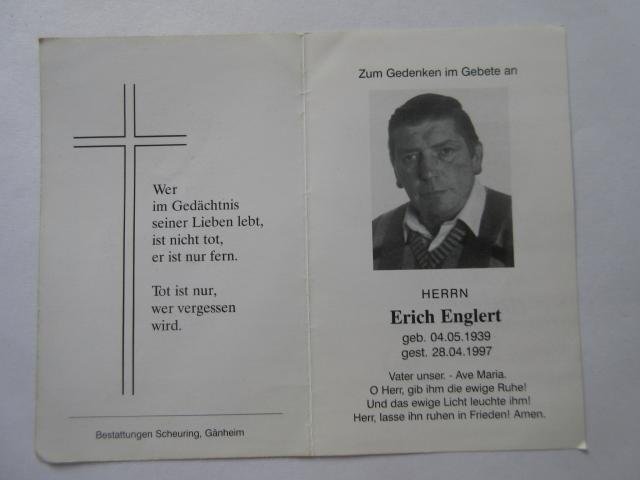 Wer
im Gedächtnis
seiner Lieben lebt,
ist nicht tot,
er ist nur fern.
Tot ist nur,
wer vergessen
wird.
Bestattungen Scheuring, Gänheim
Zum Gedenken im Gebete an
HERRN
Erich Englert
geb. 04.05.1939
gest. 28.04.1997
Vater unser. - Ave Maria.
O Herr, gib ihm die ewige Ruhe!
Und das ewige Licht leuchte ihm!
Herr, lasse ihn ruhen in Frieden! Amen.